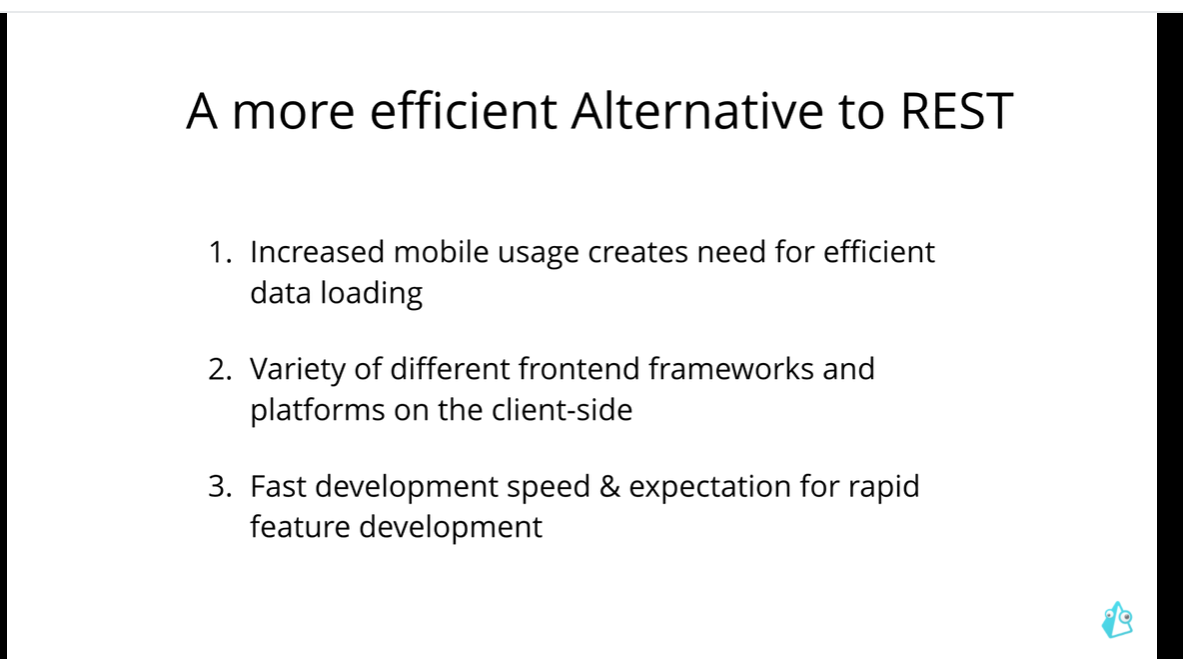 A more efficient Alternative to REST
1. Increased mobile usage creates need for efficient
data loading
2. Variety of different frontend frameworks and
platforms on the client-side
3. Fast development speed & expectation for rapid
feature development